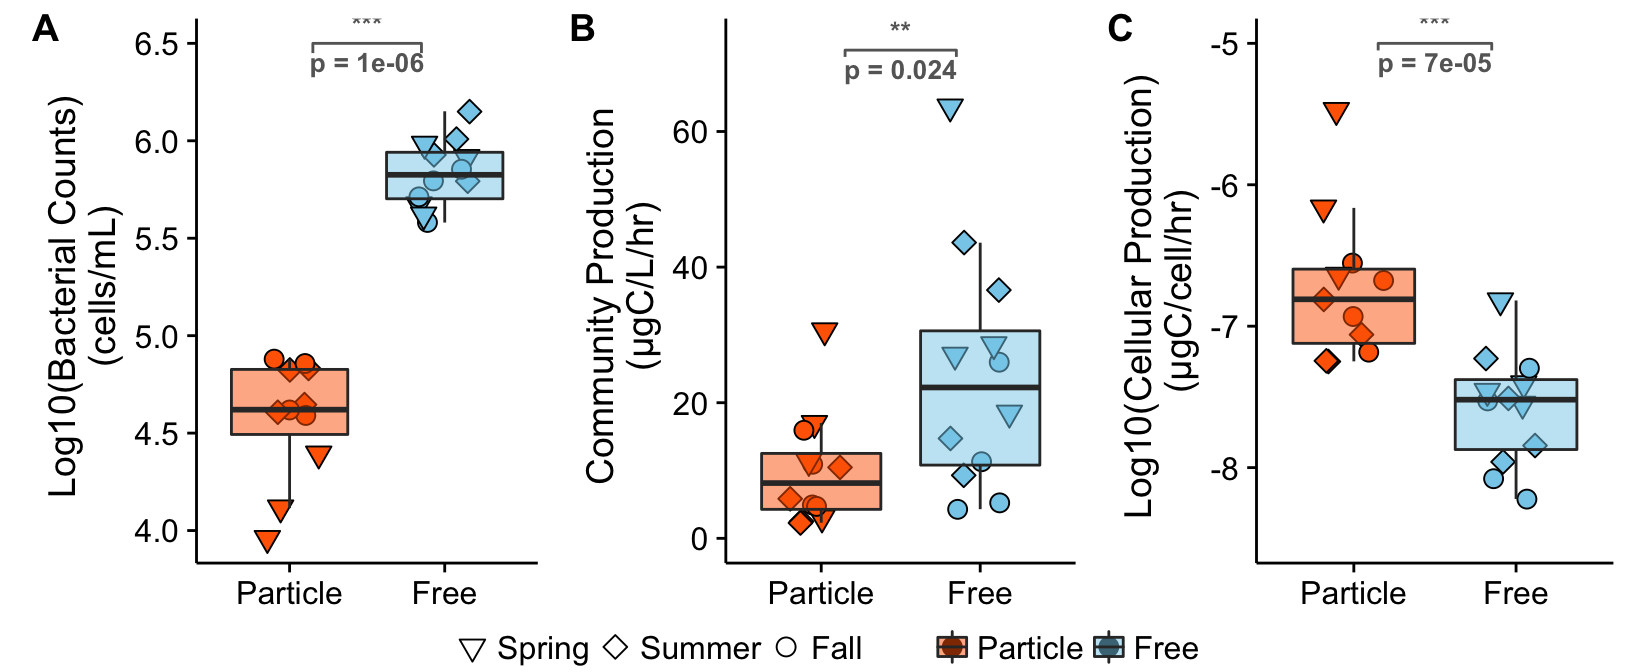 A
Log10(Bacterial Counts)
(cells/mL)
6.5
6.0
5.5
5.0
4.5
4.0
***
p = 1e-06
Particle Free
B
Community Production
(µgC/L/hr)
60
40
20
0
**
p = 0.024
Particle Free
C
Log10(Cellular Production)
(µgC/cell/hr)
-5
-6
-7
-8
***
p = 7e-05
Particle Free
Spring Summer Fall Particle Free